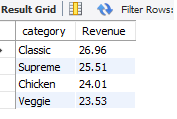 Result Grid Filter Rows:
category Revenue
Classic 26.96
Supreme 25.51
Chicken 24.01
Veggie 23.53